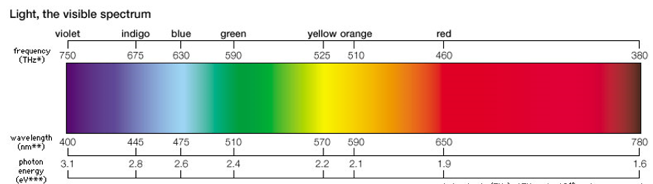 Light, the visible spectrum
violet indigo blue green yellow orange red
frequency (THz*) 750 675 630 590 525 510 460 380
wavelength (nm**) 400 445 475 510 570 590 650 780
photon energy (eV***) 3.1 2.8 2.6 2.4 2.2 2.1 1.9 1.6